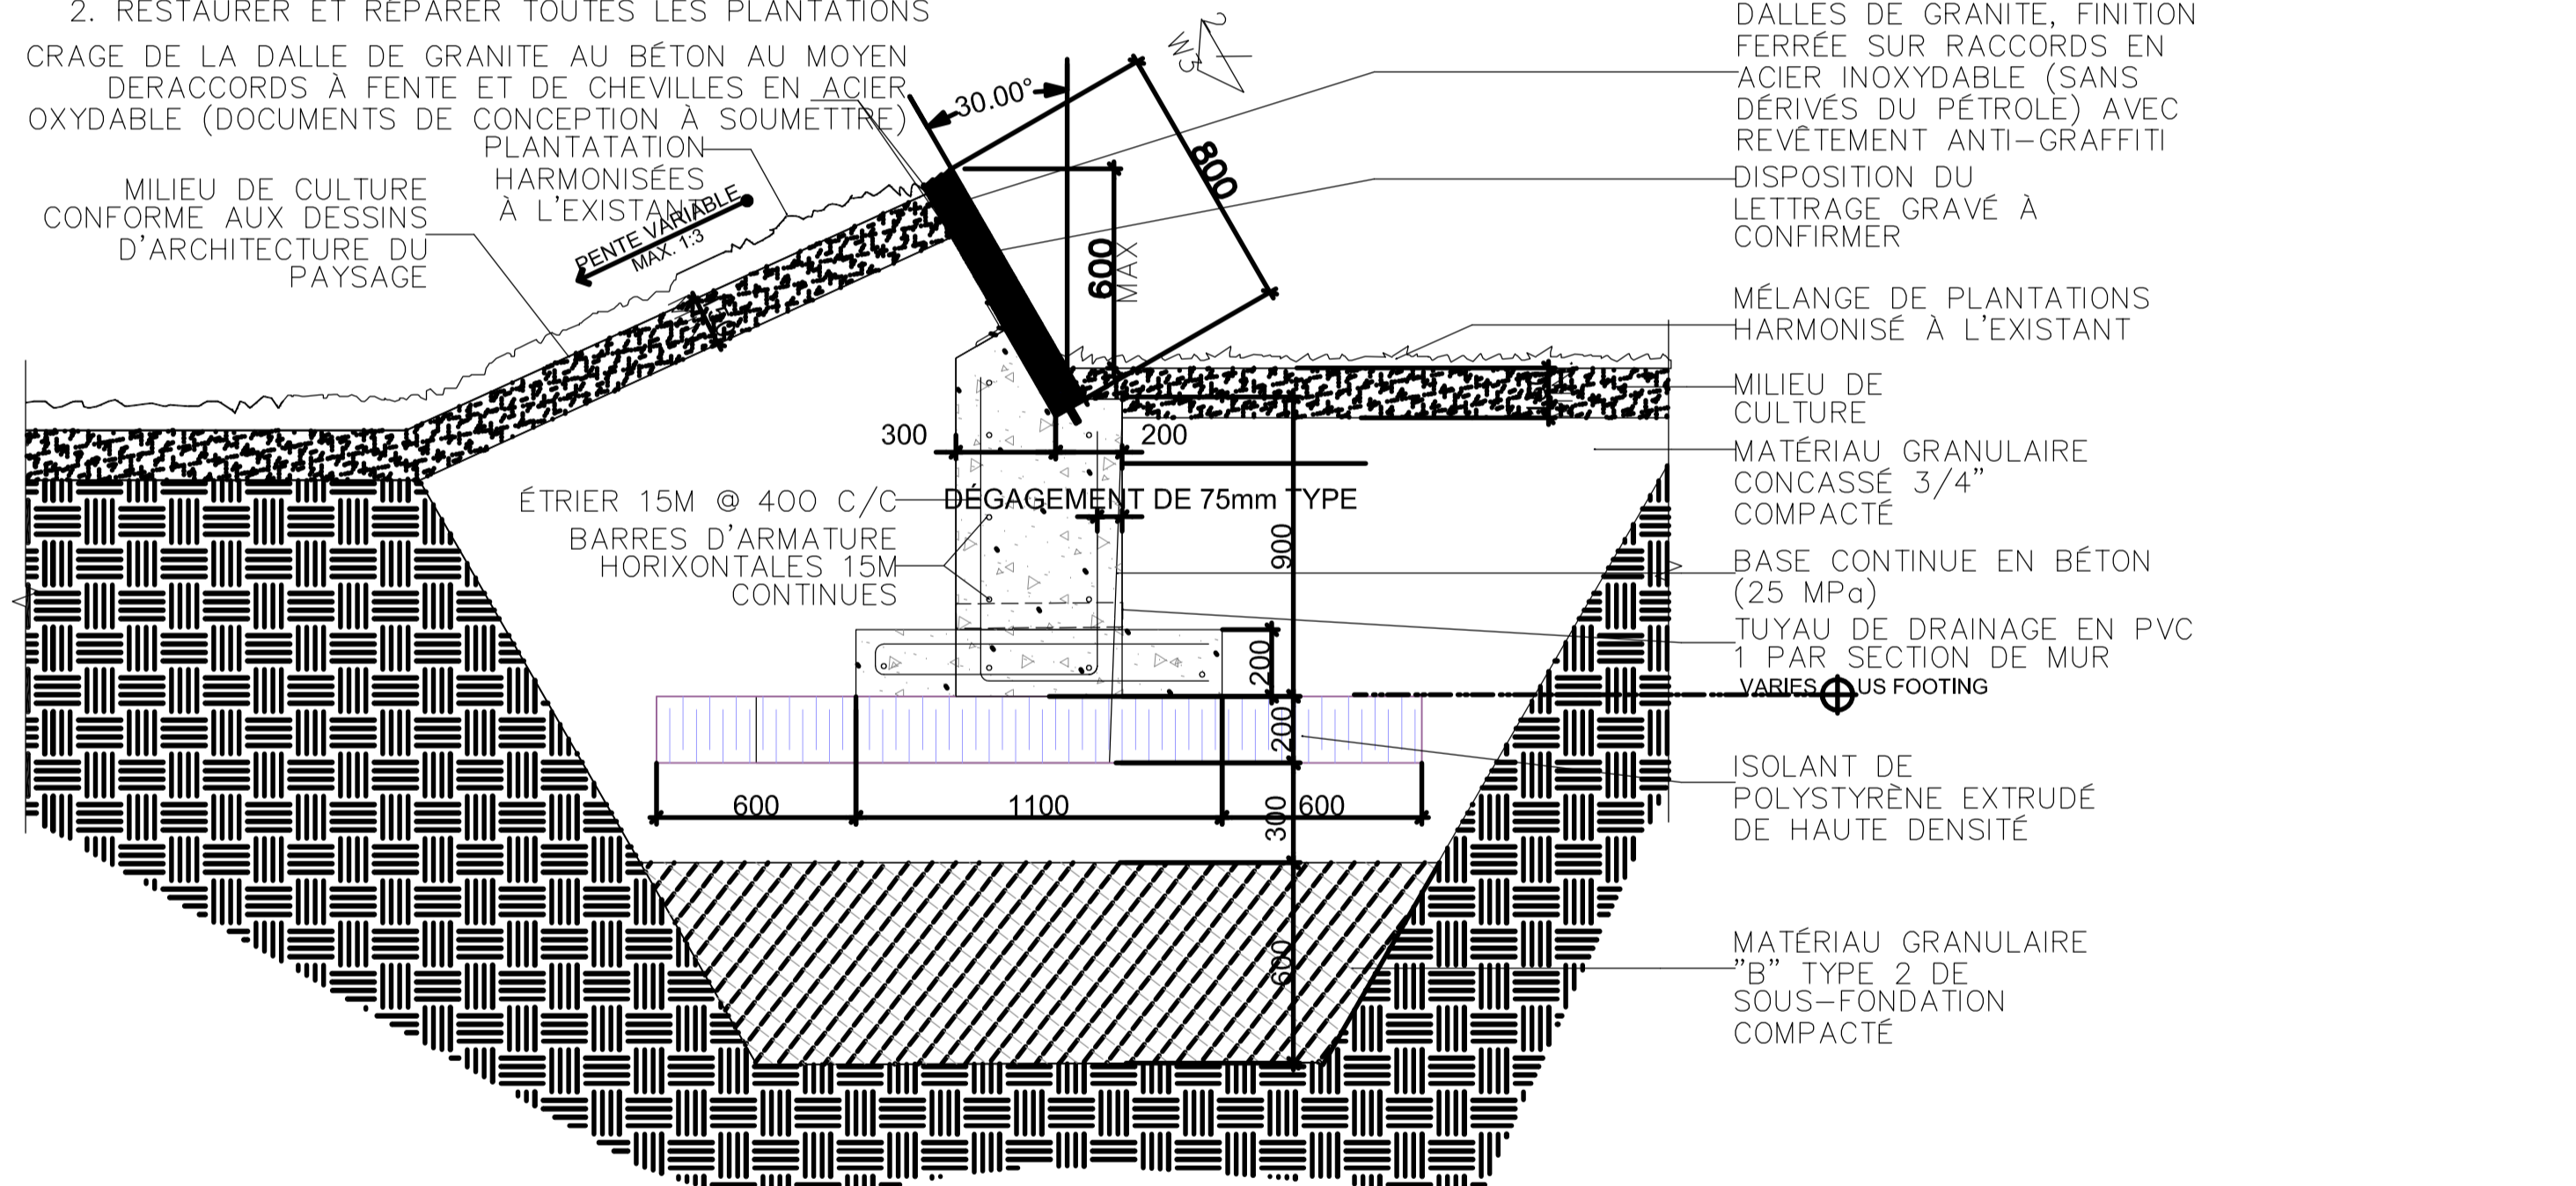 2. RESTAURER ET RÉPARER TOUTES LES PLANTATIONS
CRAGE DE LA DALLE DE GRANITE AU BÉTON AU MOYEN
DERACCORDS À FENTE ET DE CHEVILLES EN ACIER
OXYDABLE (DOCUMENTS DE CONCEPTION À SOUMETTRE)
PLANTATATION
HARMONISÉES
À L'EXISTANT
MILIEU DE CULTURE
CONFORME AUX DESSINS
D'ARCHITECTURE DU
PAYSAGE
PENTE VARIABLE
MAX. 1:3
30.00°
2
W3
800
600
MAX
DALLES DE GRANITE, FINITION
FERRÉE SUR RACCORDS EN
ACIER INOXYDABLE (SANS
DÉRIVÉS DU PÉTROLE) AVEC
REVÊTEMENT ANTI-GRAFFITI
DISPOSITION DU
LETTRAGE GRAVÉ À
CONFIRMER
MÉLANGE DE PLANTATIONS
HARMONISÉ À L'EXISTANT
MILIEU DE
CULTURE
MATÉRIAU GRANULAIRE
CONCASSÉ 3/4"
COMPACTÉ
BASE CONTINUE EN BÉTON
(25 MPa)
TUYAU DE DRAINAGE EN PVC
1 PAR SECTION DE MUR
VARIES US FOOTING
ISOLANT DE
POLYSTYRÈNE EXTRUDÉ
DE HAUTE DENSITÉ
MATÉRIAU GRANULAIRE
"B" TYPE 2 DE
SOUS-FONDATION
COMPACTÉ
300
200
ÉTRIER 15M @ 400 C/C
DÉGAGEMENT DE 75mm TYPE
BARRES D'ARMATURE
HORIXONTALES 15M
CONTINUES
900
200
200
600
1100
300
600
600